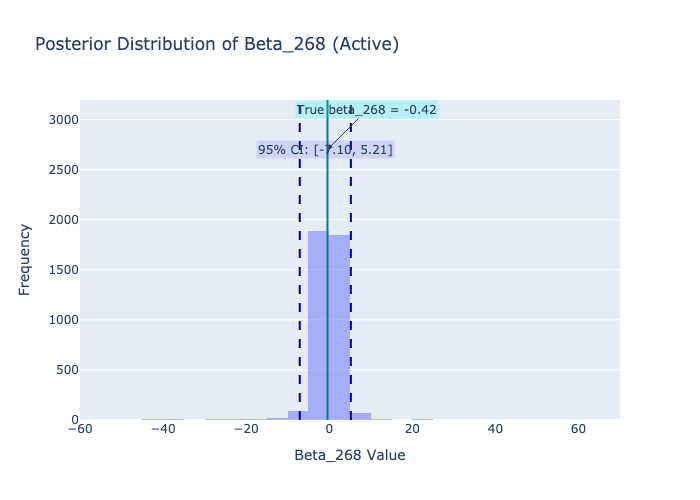 Posterior Distribution of Beta_268 (Active)
True beta_268 = -0.42
95% CI: [-7.10, 5.21]
3000
2500
2000
1500
1000
500
0
Frequency
−60
−40
−20
0
20
40
60
Beta_268 Value